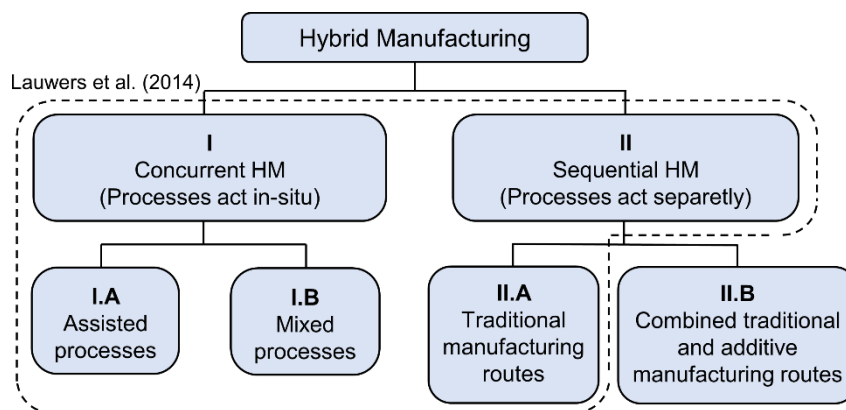 Hybrid Manufacturing
Lauwers et al. (2014)
I
Concurrent HM
(Processes act in-situ)
II
Sequential HM
(Processes act separetly)
I.A
Assisted
processes
I.B
Mixed
processes
II.A
Traditional
manufacturing
routes
II.B
Combined traditional
and additive
manufacturing routes